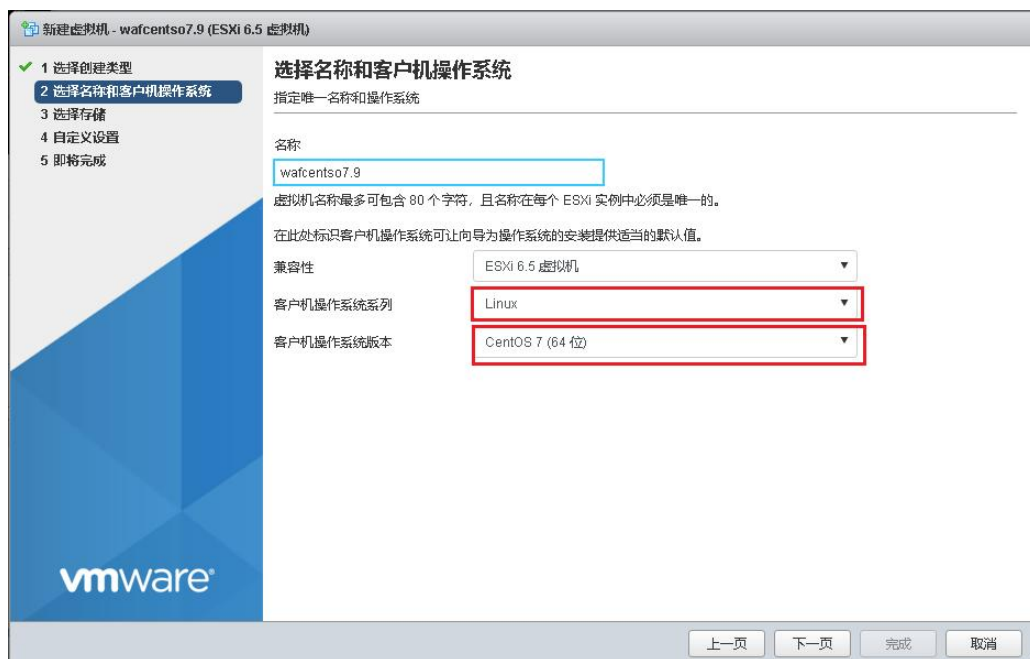 新建虚拟机 - wafcentso7.9 (ESXi 6.5 虚拟机)
1 选择创建类型
2 选择名称和客户机操作系统
3 选择存储
4 自定义设置
5 即将完成
选择名称和客户机操作系统
指定唯一名称和操作系统
名称
wafcentso7.9
虚拟机名称最多可包含 80 个字符，且名称在每个 ESXi 实例中必须是唯一的。
在此处标识客户机操作系统可让向导为操作系统的安装提供适当的默认值。
兼容性 ESXi 6.5 虚拟机
客户机操作系统系列 Linux
客户机操作系统版本 CentOS 7 (64 位)
vmware
上一页 下一页 完成 取消